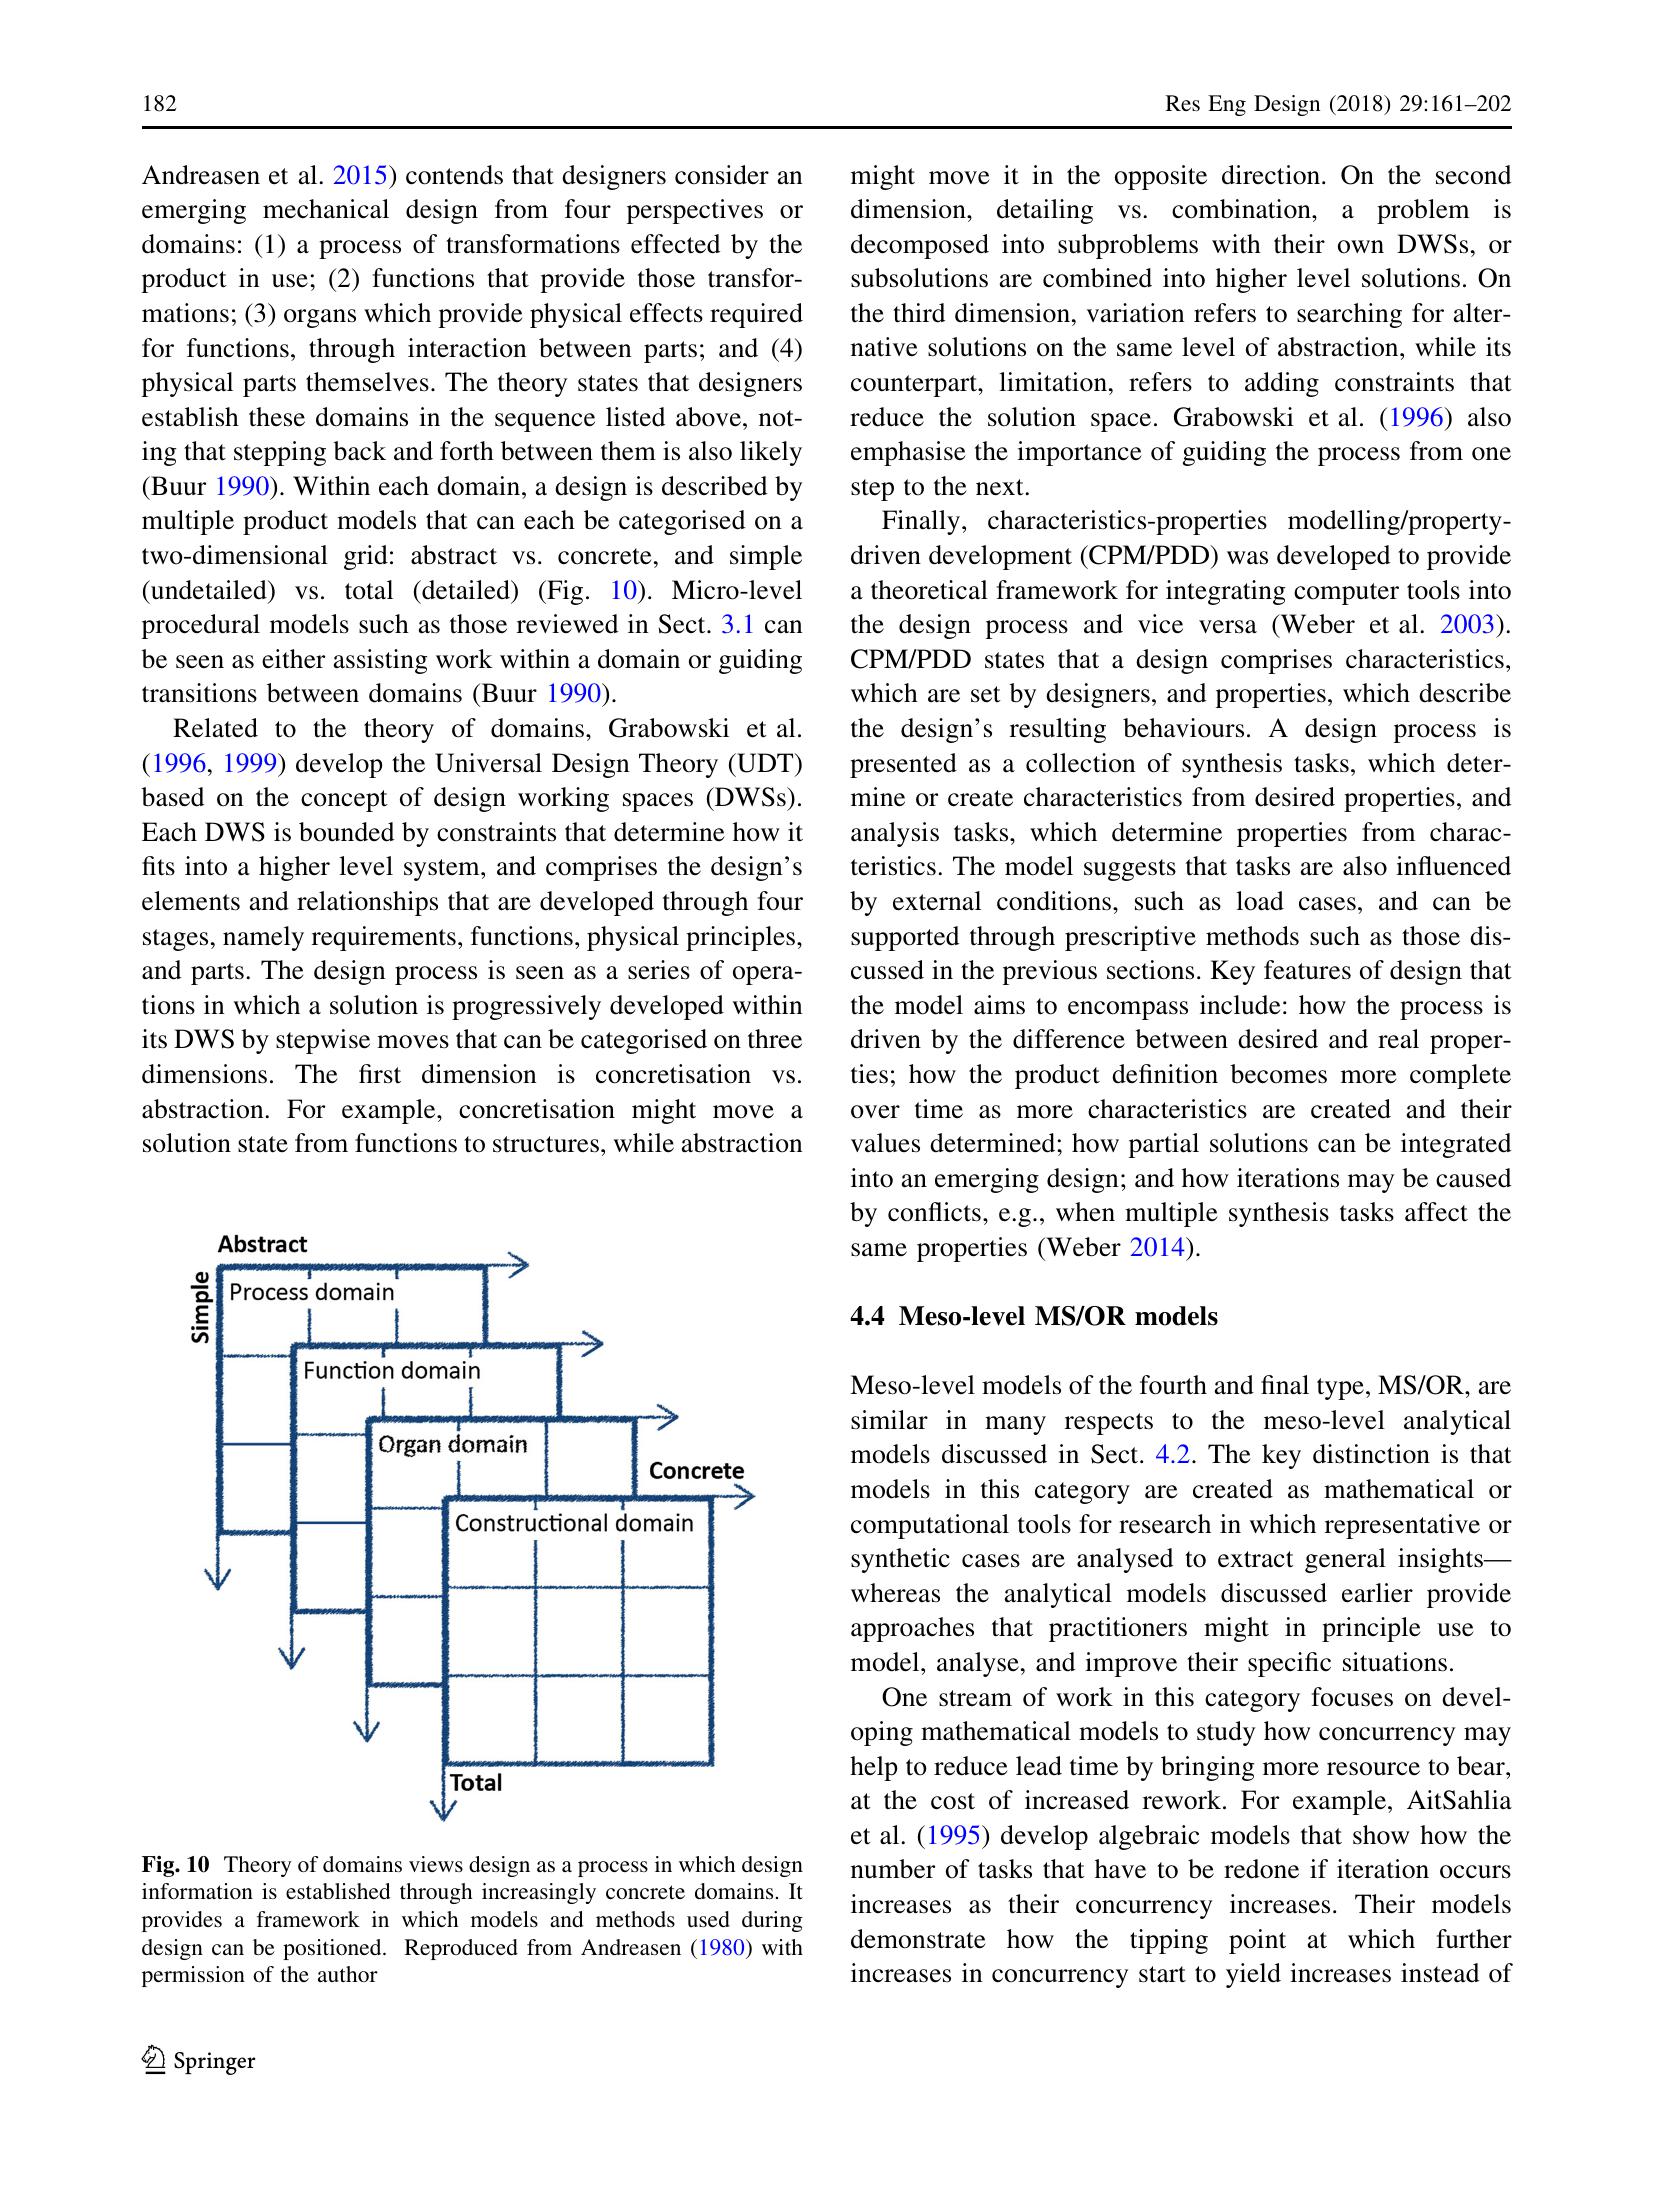 182
Res Eng Design (2018) 29:161–202
Andreasen et al. 2015) contends that designers consider an
emerging mechanical design from four perspectives or
domains: (1) a process of transformations effected by the
product in use; (2) functions that provide those transfor-
mations; (3) organs which provide physical effects required
for functions, through interaction between parts; and (4)
physical parts themselves. The theory states that designers
establish these domains in the sequence listed above, not-
ing that stepping back and forth between them is also likely
(Buur 1990). Within each domain, a design is described by
multiple product models that can each be categorised on a
two-dimensional grid: abstract vs. concrete, and simple
(undetailed) vs. total (detailed) (Fig. 10). Micro-level
procedural models such as those reviewed in Sect. 3.1 can
be seen as either assisting work within a domain or guiding
transitions between domains (Buur 1990).
Related to the theory of domains, Grabowski et al.
(1996, 1999) develop the Universal Design Theory (UDT)
based on the concept of design working spaces (DWSs).
Each DWS is bounded by constraints that determine how it
fits into a higher level system, and comprises the design's
elements and relationships that are developed through four
stages, namely requirements, functions, physical principles,
and parts. The design process is seen as a series of opera-
tions in which a solution is progressively developed within
its DWS by stepwise moves that can be categorised on three
dimensions. The first dimension is concretisation vs.
abstraction. For example, concretisation might move a
solution state from functions to structures, while abstraction
Abstract
Simple
Process domain
Function domain
Organ domain
Concrete
Constructional domain
Total
Fig. 10 Theory of domains views design as a process in which design
information is established through increasingly concrete domains. It
provides a framework in which models and methods used during
design can be positioned. Reproduced from Andreasen (1980) with
permission of the author
might move it in the opposite direction. On the second
dimension, detailing vs. combination, a problem is
decomposed into subproblems with their own DWSs, or
subsolutions are combined into higher level solutions. On
the third dimension, variation refers to searching for alter-
native solutions on the same level of abstraction, while its
counterpart, limitation, refers to adding constraints that
reduce the solution space. Grabowski et al. (1996) also
emphasise the importance of guiding the process from one
step to the next.
Finally, characteristics-properties modelling/property-
driven development (CPM/PDD) was developed to provide
a theoretical framework for integrating computer tools into
the design process and vice versa (Weber et al. 2003).
CPM/PDD states that a design comprises characteristics,
which are set by designers, and properties, which describe
the design's resulting behaviours. A design process is
presented as a collection of synthesis tasks, which deter-
mine or create characteristics from desired properties, and
analysis tasks, which determine properties from charac-
teristics. The model suggests that tasks are also influenced
by external conditions, such as load cases, and can be
supported through prescriptive methods such as those dis-
cussed in the previous sections. Key features of design that
the model aims to encompass include: how the process is
driven by the difference between desired and real proper-
ties; how the product definition becomes more complete
over time as more characteristics are created and their
values determined; how partial solutions can be integrated
into an emerging design; and how iterations may be caused
by conflicts, e.g., when multiple synthesis tasks affect the
same properties (Weber 2014).
4.4 Meso-level MS/OR models
Meso-level models of the fourth and final type, MS/OR, are
similar in many respects to the meso-level analytical
models discussed in Sect. 4.2. The key distinction is that
models in this category are created as mathematical or
computational tools for research in which representative or
synthetic cases are analysed to extract general insights—
whereas the analytical models discussed earlier provide
approaches that practitioners might in principle use to
model, analyse, and improve their specific situations.
One stream of work in this category focuses on devel-
oping mathematical models to study how concurrency may
help to reduce lead time by bringing more resource to bear,
at the cost of increased rework. For example, AitSahlia
et al. (1995) develop algebraic models that show how the
number of tasks that have to be redone if iteration occurs
increases as their concurrency increases. Their models
demonstrate how the tipping point at which further
increases in concurrency start to yield increases instead of
Springer